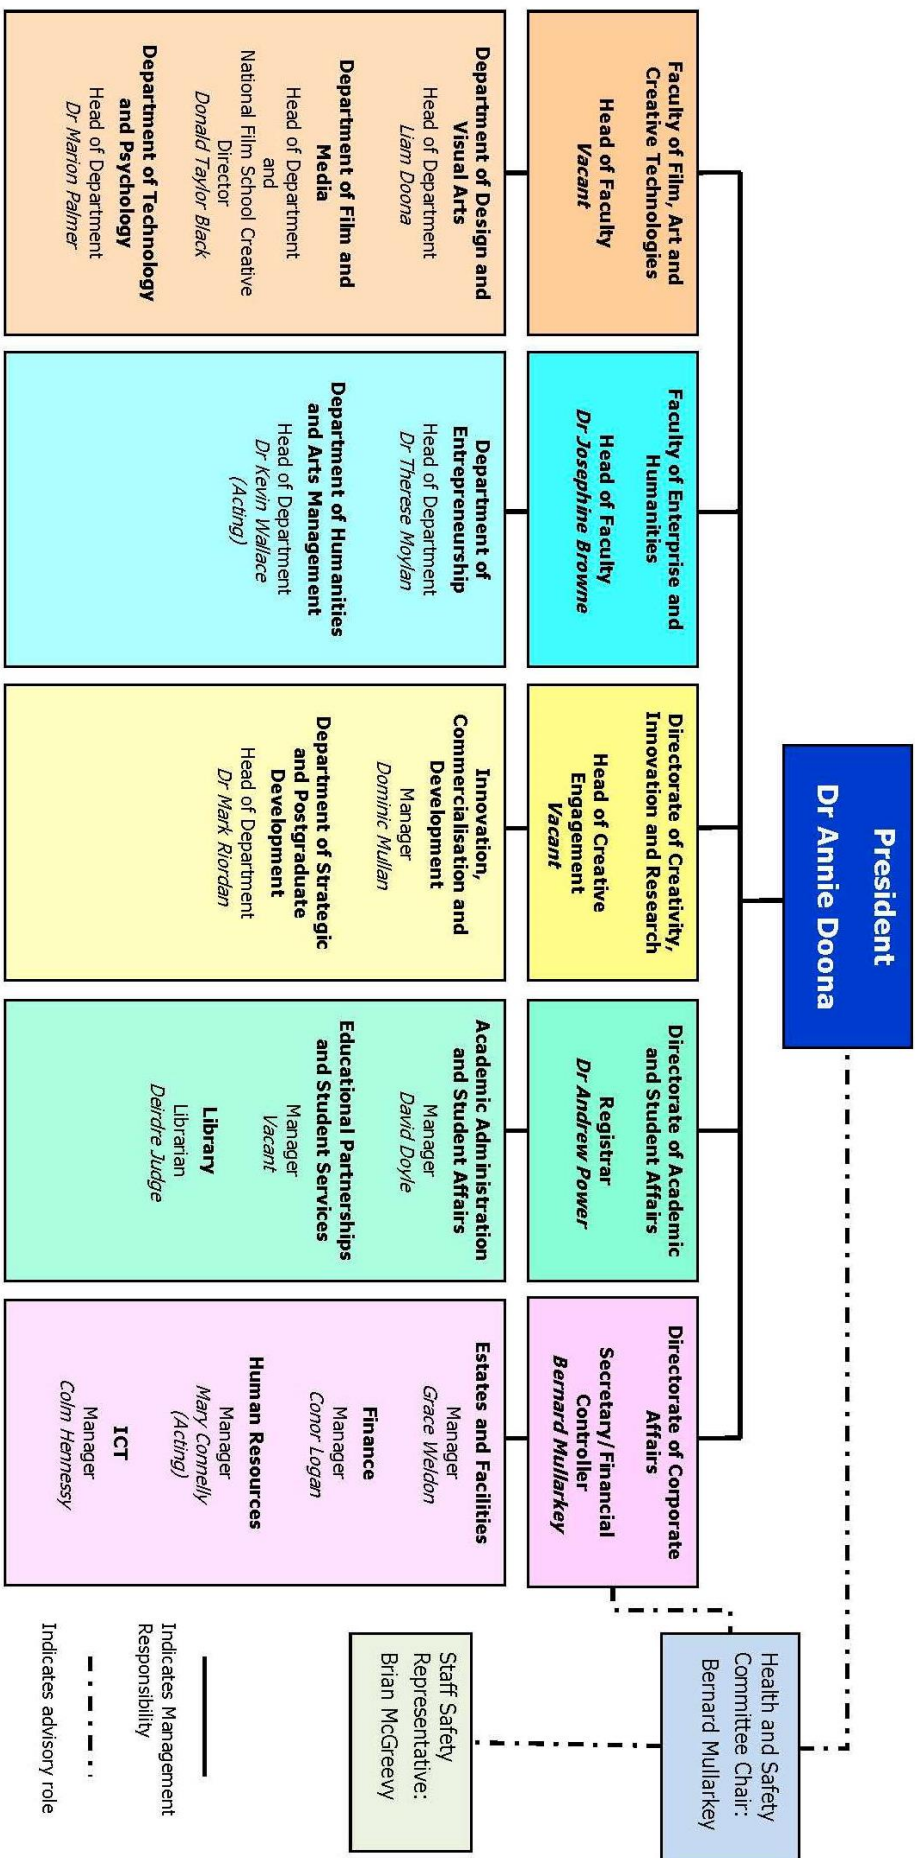 President
Dr Annie Doona
Faculty of Film, Art and
Creative Technologies
Head of Faculty
Vacant
Faculty of Enterprise and
Humanities
Head of Faculty
Dr Josephine Browne
Directorate of Creativity,
Innovation and Research
Head of Creative
Engagement
Vacant
Directorate of Academic
and Student Affairs
Registrar
Dr Andrew Power
Directorate of Corporate
Affairs
Secretary/Financial
Controller
Bernard Mullarkey
Health and Safety
Committee Chair:
Bernard Mullarkey
Department of Design and
Visual Arts
Head of Department
Liam Doona
Department of Film and
Media
Head of Department
and
National Film School Creative
Director
Donald Taylor Black
Department of Technology
and Psychology
Head of Department
Dr Marion Palmer
Department of
Entrepreneurship
Head of Department
Dr Therese Moylan
Department of Humanities
and Arts Management
Head of Department
Dr Kevin Wallace
(Acting)
Innovation,
Commercialisation and
Development
Manager
Dominic Mullan
Department of Strategic
and Postgraduate
Development
Head of Department
Dr Mark Riordan
Academic Administration
and Student Affairs
Manager
David Doyle
Educational Partnerships
and Student Services
Manager
Vacant
Library
Librarian
Deirdre Judge
Estates and Facilities
Manager
Grace Weldon
Finance
Manager
Conor Logan
Human Resources
Manager
Mary Connelly
(Acting)
ICT
Manager
Colm Hennessy
Staff Safety
Representative:
Brian McGreevy
Indicates Management
Responsibility
Indicates advisory role